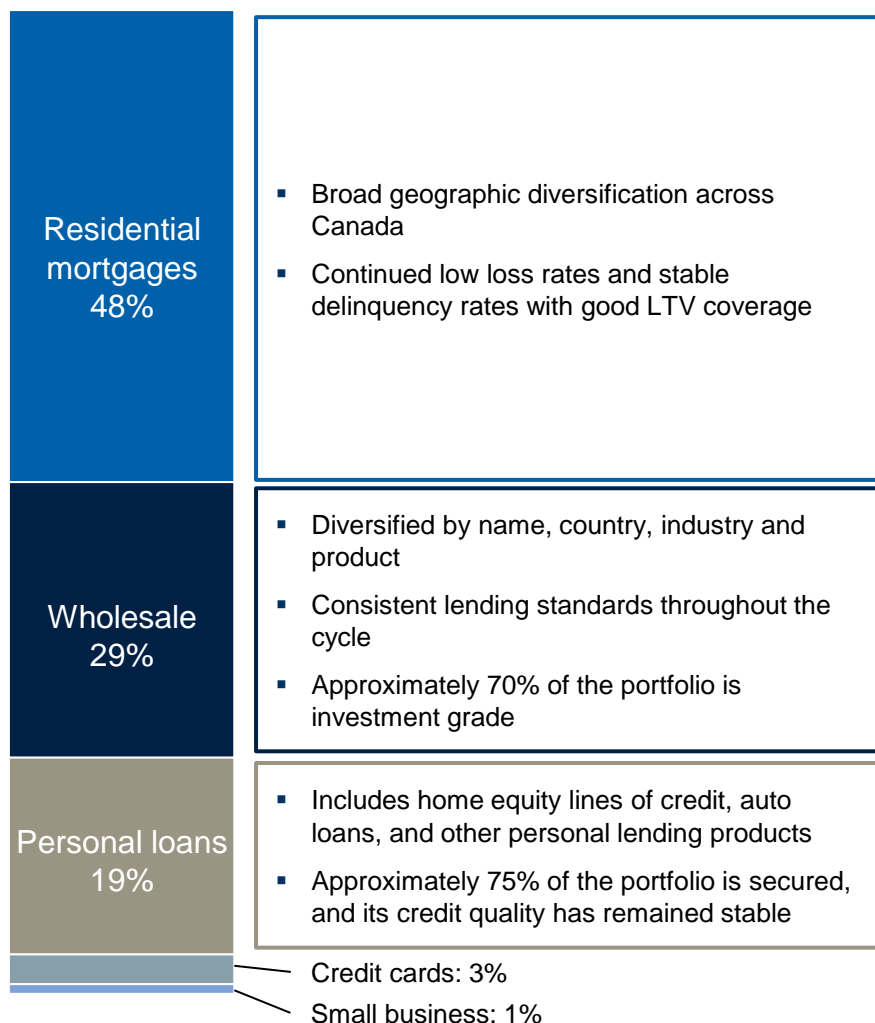 Residential
mortgages
48%
▪ Broad geographic diversification across
Canada
▪ Continued low loss rates and stable
delinquency rates with good LTV coverage
Wholesale
29%
▪ Diversified by name, country, industry and
product
▪ Consistent lending standards throughout the
cycle
▪ Approximately 70% of the portfolio is
investment grade
Personal loans
19%
▪ Includes home equity lines of credit, auto
loans, and other personal lending products
▪ Approximately 75% of the portfolio is secured,
and its credit quality has remained stable
Credit cards: 3%
Small business: 1%